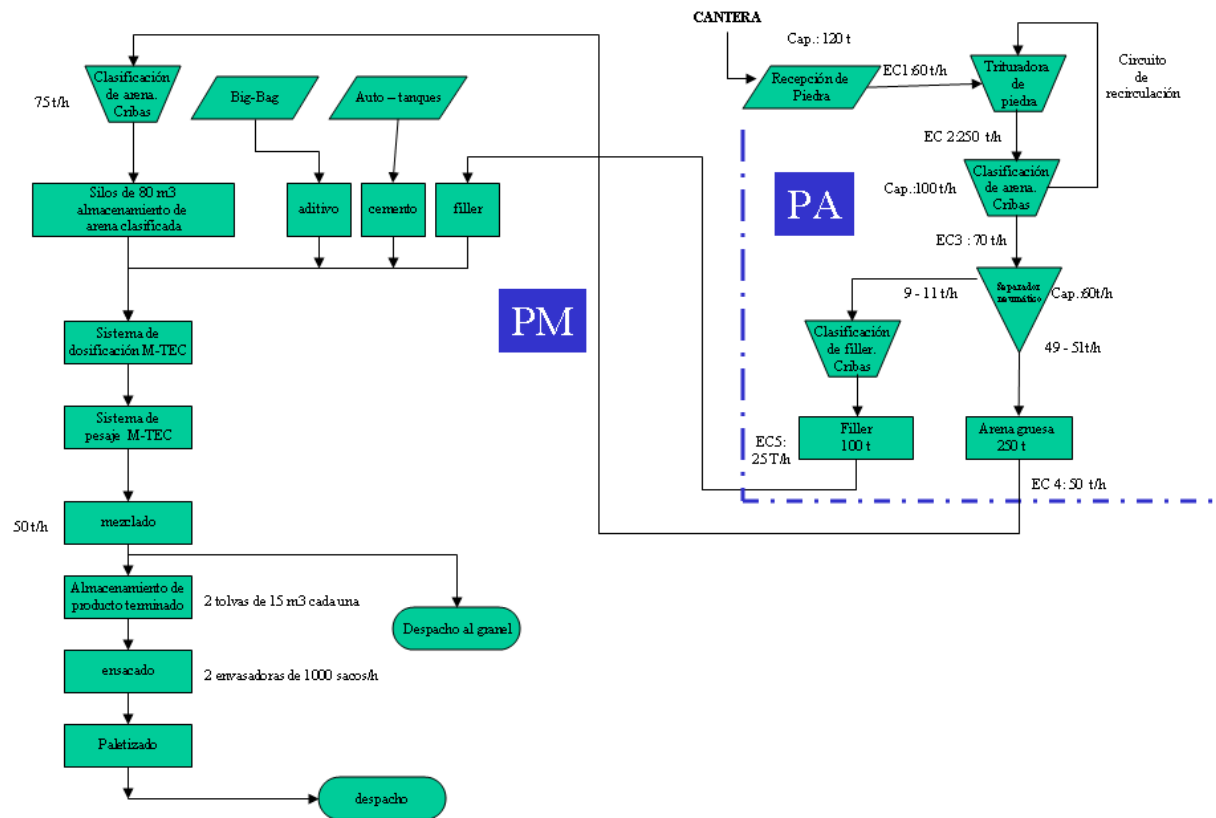 CANTERA
Cap.: 120 t
Recepción de
Piedra
EC1:60 t/h
Trituradora
de
piedra
Circuito
de
recirculación
EC 2:250 t/h
Cap.:100 t/h
Clasificación
de arena.
Cribas
EC3 : 70 t/h
PA
Separador
neumático
Cap.:60t/h
9 - 11 t/h
49 - 51t/h
Clasificación
de filler.
Cribas
Filler
100 t
Arena gruesa
250 t
EC5:
25 T/h
EC 4: 50 t/h
75 t/h
Clasificación
de arena.
Cribas
Big-Bag
Auto – tanques
Silos de 80 m3
almacenamiento de
arena clasificada
aditivo
cemento
filler
PM
Sistema de
dosificación M-TEC
Sistema de
pesaje M-TEC
50 t/h
mezclado
Almacenamiento de
producto terminado
2 tolvas de 15 m3 cada una
Despacho al granel
ensacado
2 envasadoras de 1000 sacos/h
Paletizado
despacho